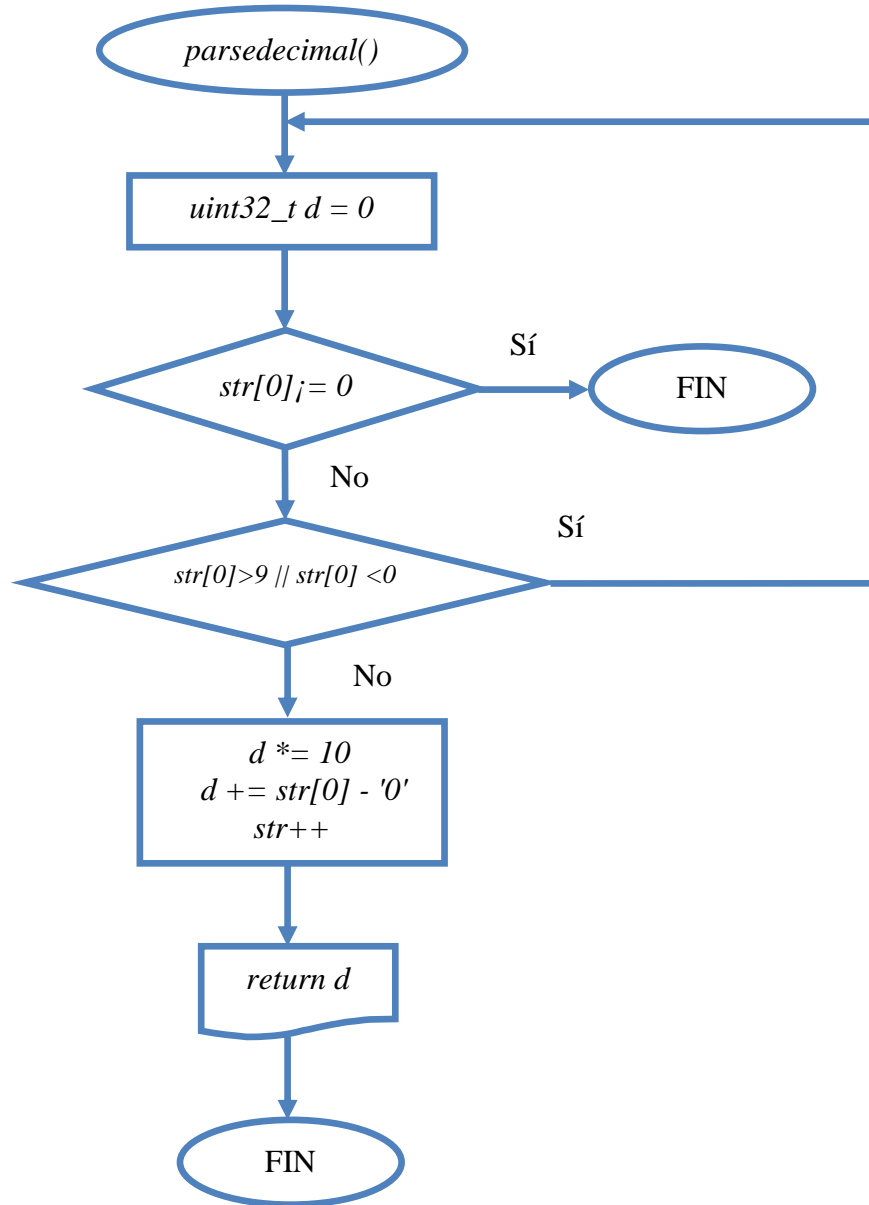 parsedecimal()
uint32_t d = 0
Sí
str[0]¡= 0
FIN
No
Sí
str[0]>9 || str[0] <0
No
d *= 10
d += str[0] - '0'
str++
return d
FIN